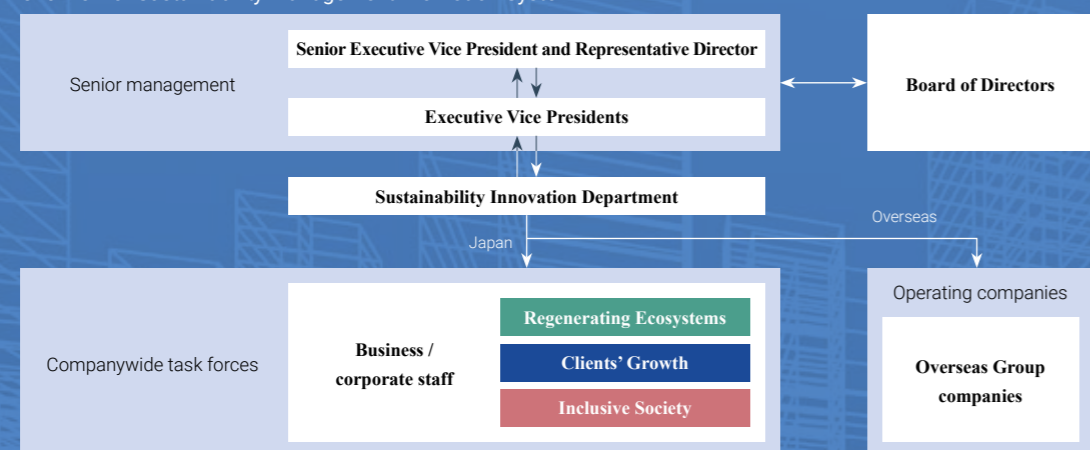 Senior Executive Vice President and Representative Director
Senior management
Executive Vice Presidents
Board of Directors
Sustainability Innovation Department
Overseas
Japan
Operating companies
Companywide task forces
Business /
corporate staff
Regenerating Ecosystems
Clients' Growth
Inclusive Society
Overseas Group
companies